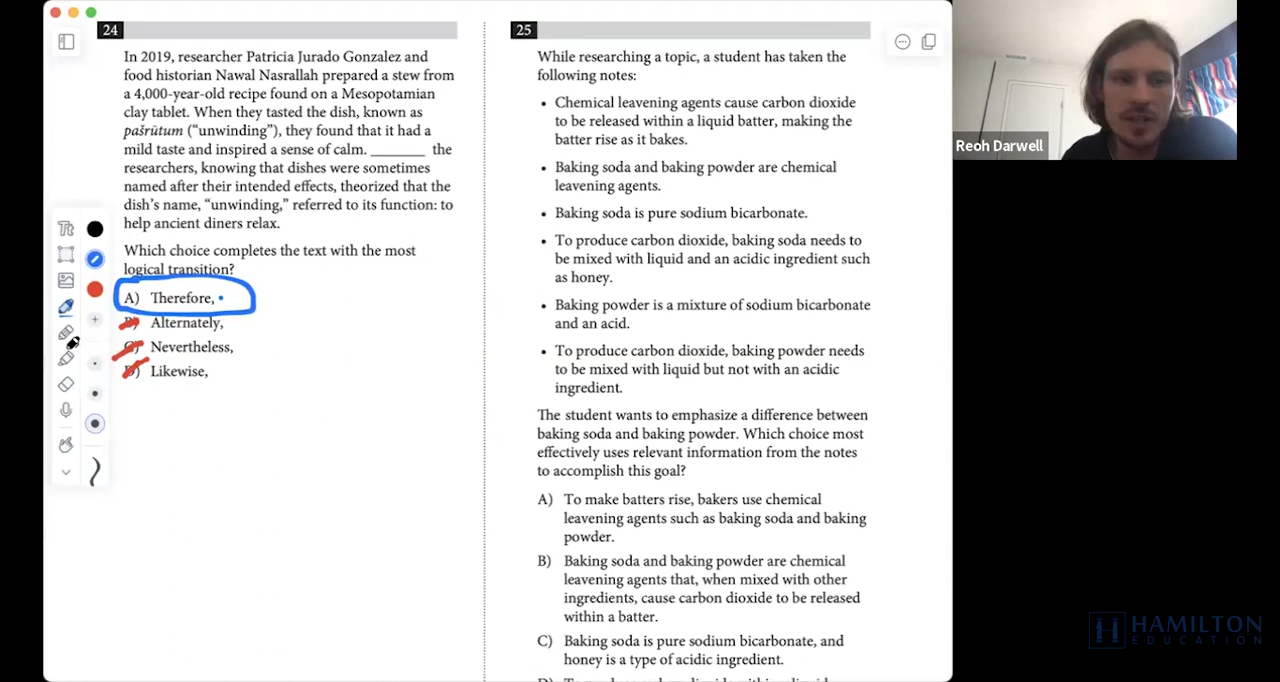 24
In 2019, researcher Patricia Jurado Gonzalez and
food historian Nawal Nasrallah prepared a stew from
a 4,000-year-old recipe found on a Mesopotamian
clay tablet. When they tasted the dish, known as
pašrūtum (“unwinding”), they found that it had a
mild taste and inspired a sense of calm. _______ the
researchers, knowing that dishes were sometimes
named after their intended effects, theorized that the
dish’s name, “unwinding,” referred to its function: to
help ancient diners relax.
Which choice completes the text with the most
logical transition?
A) Therefore,
B) Alternately,
C) Nevertheless,
D) Likewise,
25
While researching a topic, a student has taken the
following notes:
• Chemical leavening agents cause carbon dioxide
to be released within a liquid batter, making the
batter rise as it bakes.
• Baking soda and baking powder are chemical
leavening agents.
• Baking soda is pure sodium bicarbonate.
• To produce carbon dioxide, baking soda needs to
be mixed with liquid and an acidic ingredient such
as honey.
• Baking powder is a mixture of sodium bicarbonate
and an acid.
• To produce carbon dioxide, baking powder needs
to be mixed with liquid but not with an acidic
ingredient.
The student wants to emphasize a difference between
baking soda and baking powder. Which choice most
effectively uses relevant information from the notes
to accomplish this goal?
A) To make batters rise, bakers use chemical
leavening agents such as baking soda and baking
powder.
B) Baking soda and baking powder are chemical
leavening agents that, when mixed with other
ingredients, cause carbon dioxide to be released
within a batter.
C) Baking soda is pure sodium bicarbonate, and
honey is a type of acidic ingredient.
Tt
Reoh Darwell
HAMILTON
EDUCATION